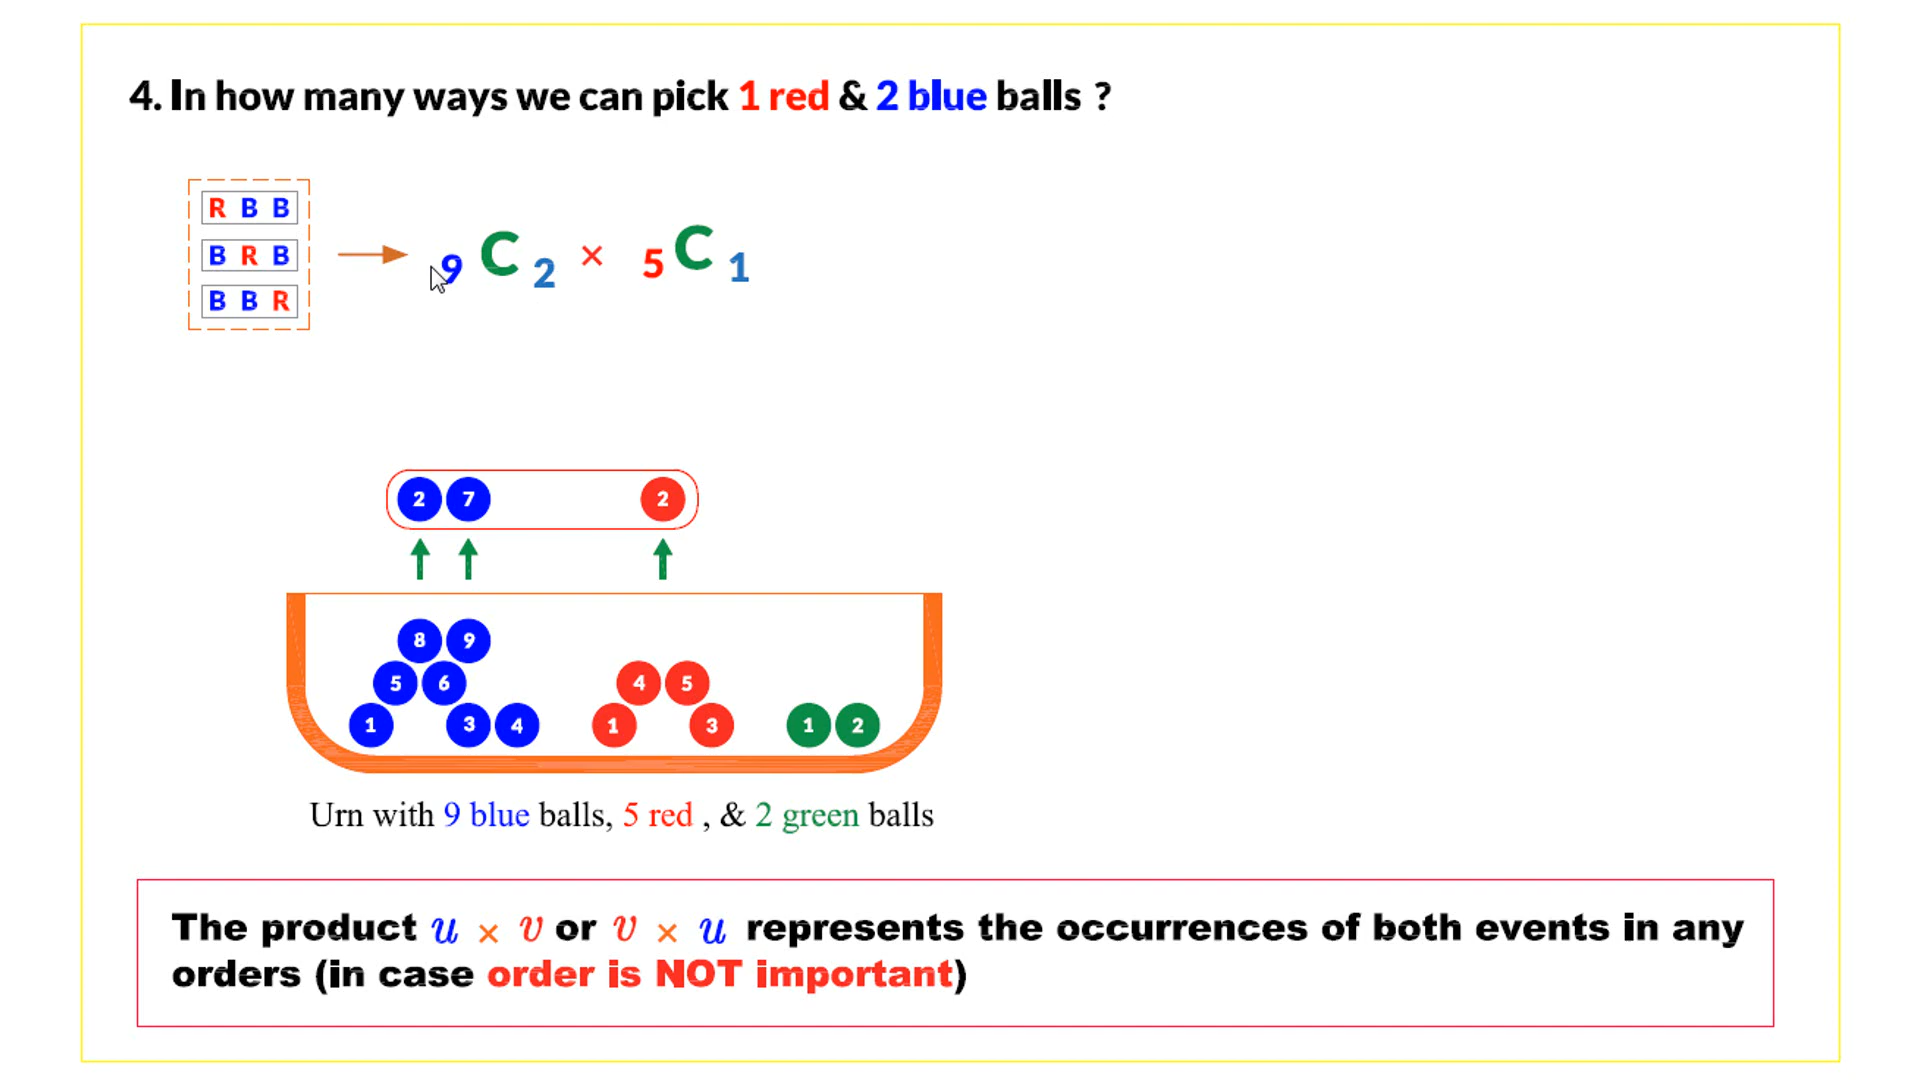 4. In how many ways we can pick 1 red & 2 blue balls ?
R B B
B R B
B B R
9 C 2 × 5 C 1
2 7 2
8 9
5 6 4 5
1 3 4 1 3 1 2
Urn with 9 blue balls, 5 red , & 2 green balls
The product u × v or v × u represents the occurrences of both events in any
orders (in case order is NOT important)